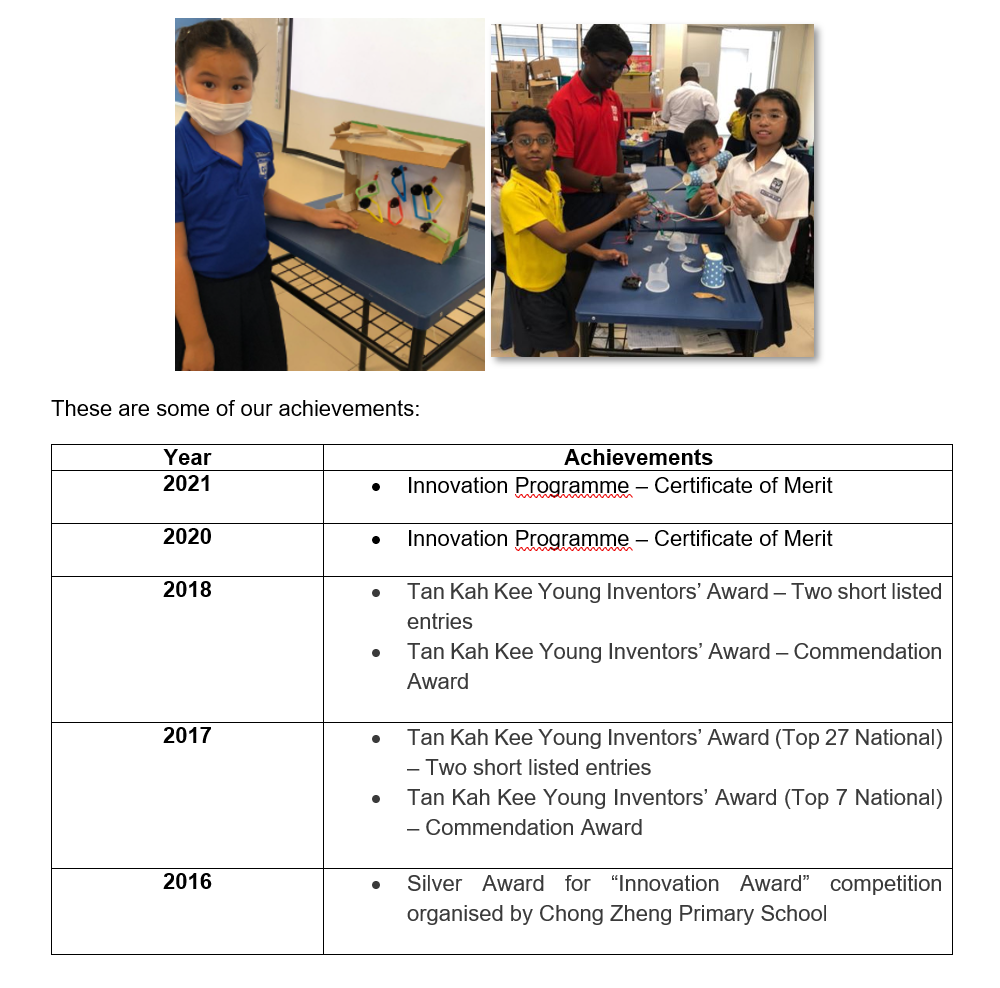 These are some of our achievements:
Year Achievements
2021 • Innovation Programme – Certificate of Merit
2020 • Innovation Programme – Certificate of Merit
2018 • Tan Kah Kee Young Inventors’ Award – Two short listed
entries
• Tan Kah Kee Young Inventors’ Award – Commendation
Award
2017 • Tan Kah Kee Young Inventors’ Award (Top 27 National)
– Two short listed entries
• Tan Kah Kee Young Inventors’ Award (Top 7 National)
– Commendation Award
2016 • Silver Award for “Innovation Award” competition
organised by Chong Zheng Primary School